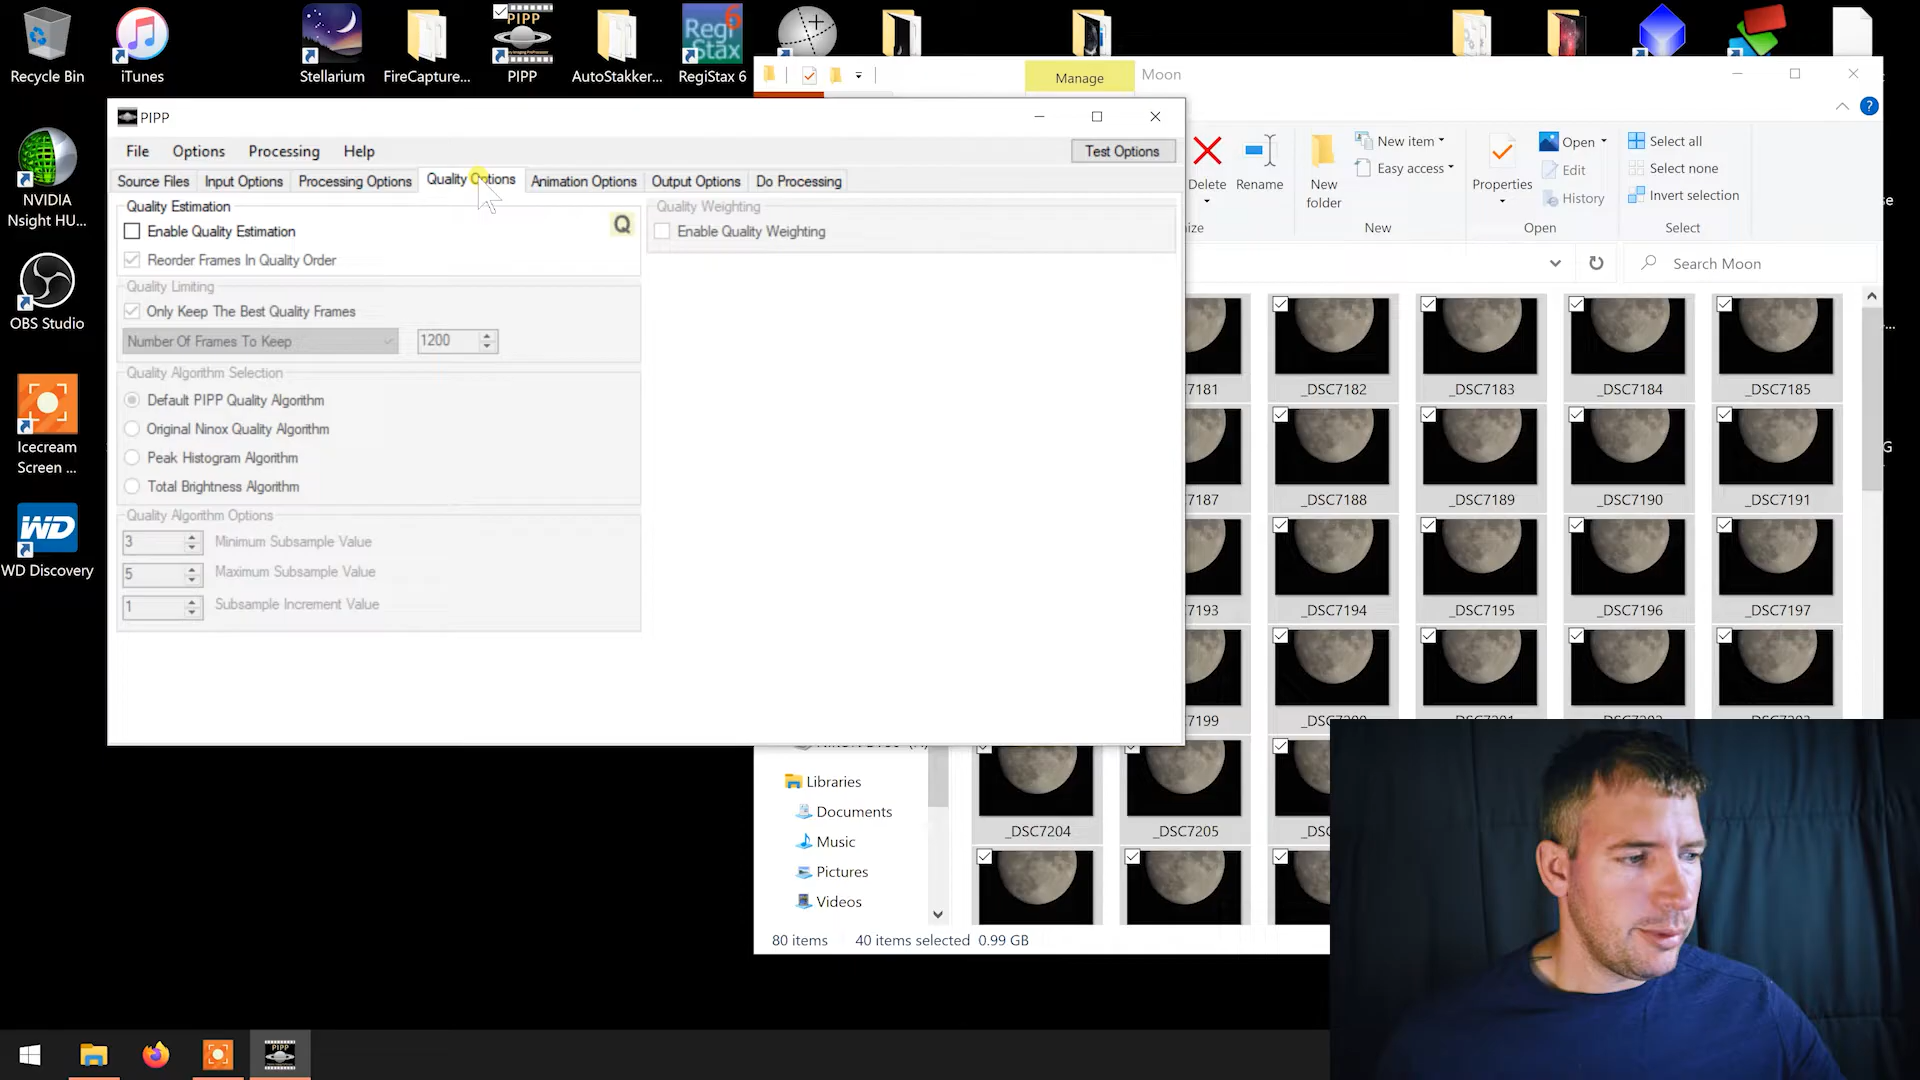 Recycle Bin
iTunes
Stellarium
FireCapture...
PIPP
PIPP
AutoStakker...
Regi
Stax
6
RegiStax 6
NVIDIA
Nsight HU...
OBS Studio
Icecream
Screen ...
WD
WD Discovery
PIPP
File
Options
Processing
Help
Test Options
Source Files
Input Options
Processing Options
Quality Options
Animation Options
Output Options
Do Processing
Quality Estimation
Enable Quality Estimation
Q
Reorder Frames In Quality Order
Quality Limiting
Only Keep The Best Quality Frames
Number Of Frames To Keep
1200
Quality Algorithm Selection
Default PIPP Quality Algorithm
Original Ninox Quality Algorithm
Peak Histogram Algorithm
Total Brightness Algorithm
Quality Algorithm Options
3 Minimum Subsample Value
5 Maximum Subsample Value
1 Subsample Increment Value
Quality Weighting
Enable Quality Weighting
Manage
Moon
?
Delete
Rename
New
folder
New item
Easy access
New
Properties
Open
Edit
History
Open
Select all
Select none
Invert selection
Select
Search Moon
7181
_DSC7182
_DSC7183
_DSC7184
_DSC7185
7187
_DSC7188
_DSC7189
_DSC7190
_DSC7191
7193
_DSC7194
_DSC7195
_DSC7196
_DSC7197
7199
Libraries
Documents
Music
Pictures
Videos
_DSC7204
_DSC7205
80 items
40 items selected 0.99 GB
PIPP